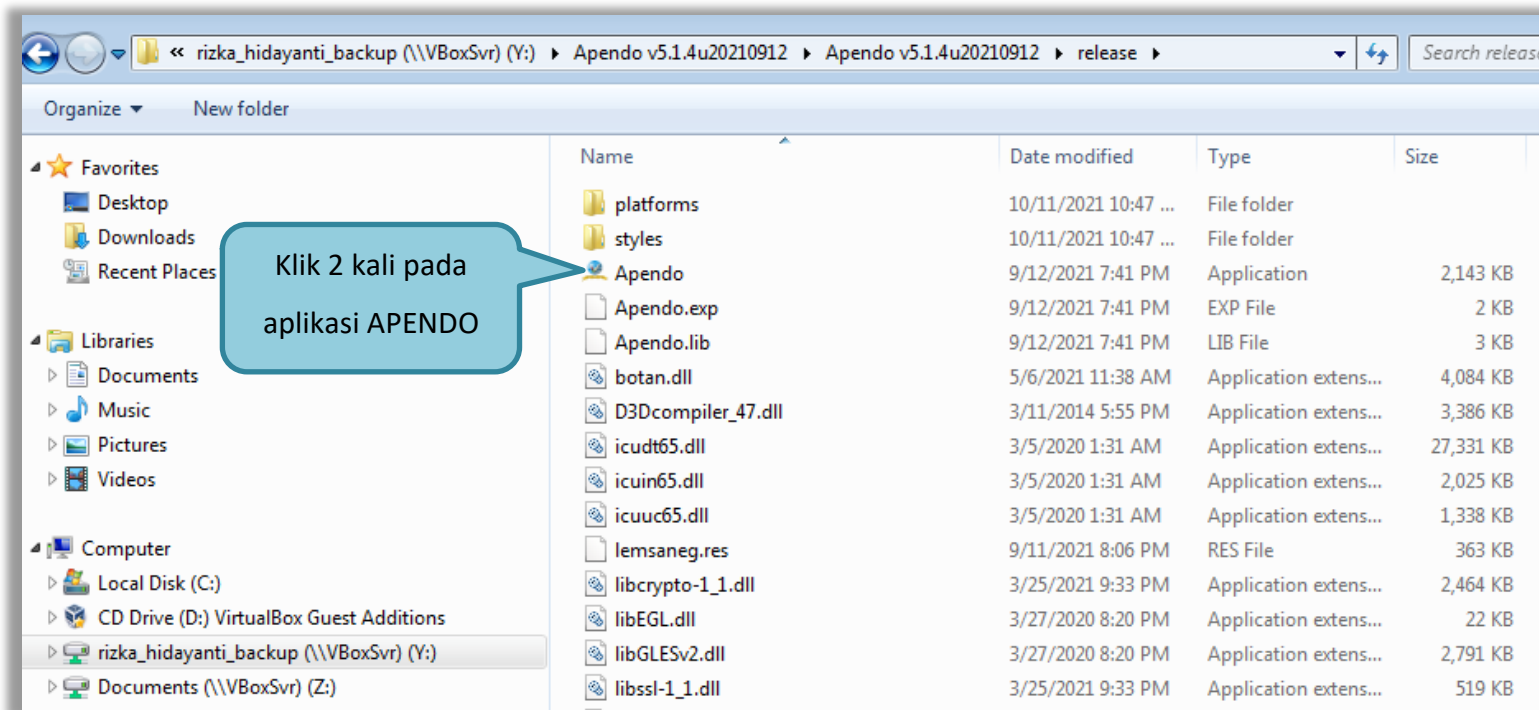 « rizka_hidayanti_backup (\\VBoxSvr) (Y:) ▸ Apendo v5.1.4u20210912 ▸ Apendo v5.1.4u20210912 ▸ release ▸ Search release
Organize ▾ New folder
Name Date modified Type Size
Favorites
Desktop
Downloads
Recent Places
Libraries
Documents
Music
Pictures
Videos
Computer
Local Disk (C:)
CD Drive (D:) VirtualBox Guest Additions
rizka_hidayanti_backup (\\VBoxSvr) (Y:)
Documents (\\VBoxSvr) (Z:)
Klik 2 kali pada
aplikasi APENDO
platforms 10/11/2021 10:47 ... File folder
styles 10/11/2021 10:47 ... File folder
Apendo 9/12/2021 7:41 PM Application 2,143 KB
Apendo.exp 9/12/2021 7:41 PM EXP File 2 KB
Apendo.lib 9/12/2021 7:41 PM LIB File 3 KB
botan.dll 5/6/2021 11:38 AM Application extens... 4,084 KB
D3Dcompiler_47.dll 3/11/2014 5:55 PM Application extens... 3,386 KB
icudt65.dll 3/5/2020 1:31 AM Application extens... 27,331 KB
icuin65.dll 3/5/2020 1:31 AM Application extens... 2,025 KB
icuuc65.dll 3/5/2020 1:31 AM Application extens... 1,338 KB
lemsaneg.res 9/11/2021 8:06 PM RES File 363 KB
libcrypto-1_1.dll 3/25/2021 9:33 PM Application extens... 2,464 KB
libEGL.dll 3/27/2020 8:20 PM Application extens... 22 KB
libGLESv2.dll 3/27/2020 8:20 PM Application extens... 2,791 KB
libssl-1_1.dll 3/25/2021 9:33 PM Application extens... 519 KB